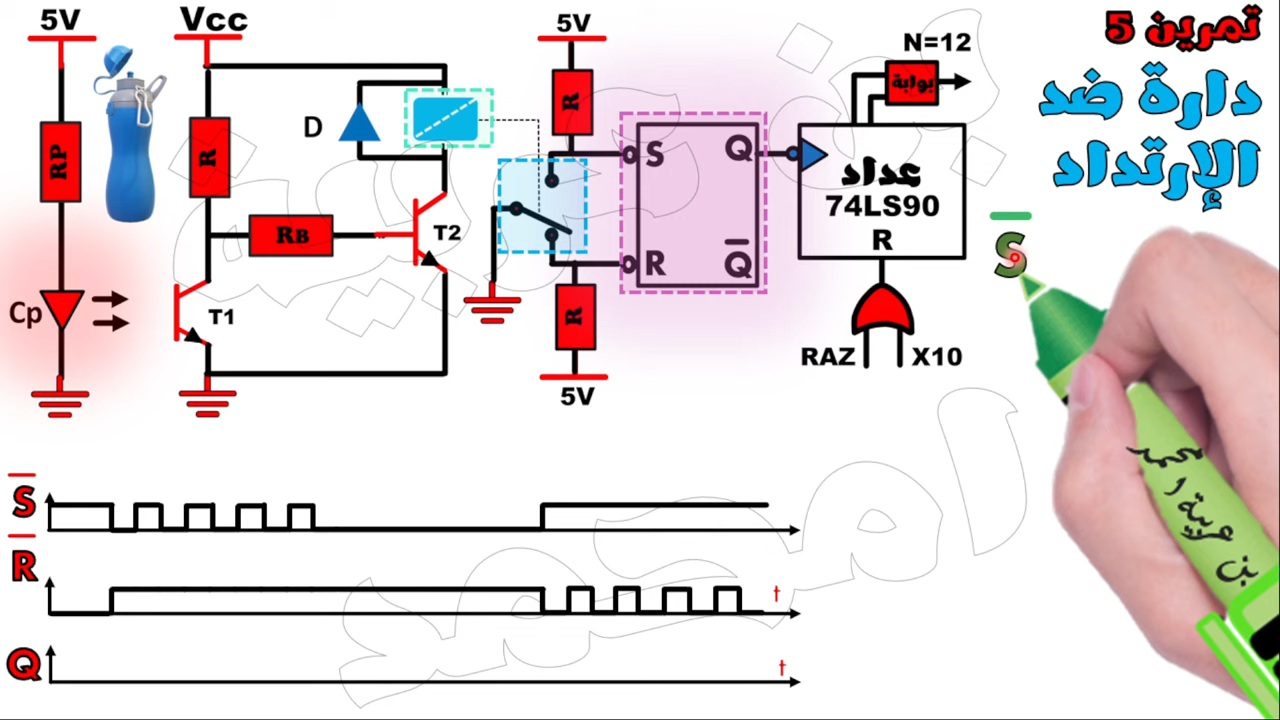 تمرين 5
دارة ضد
الإرتداد
5V
Vcc
5V
N=12
بوابة
RP
R
D
R
RB
T2
S
Q
R
Q̅
عداد
74LS90
R
S̅
Cp
T1
R
RAZ
X10
5V
S̅
R̅
t
Q
t